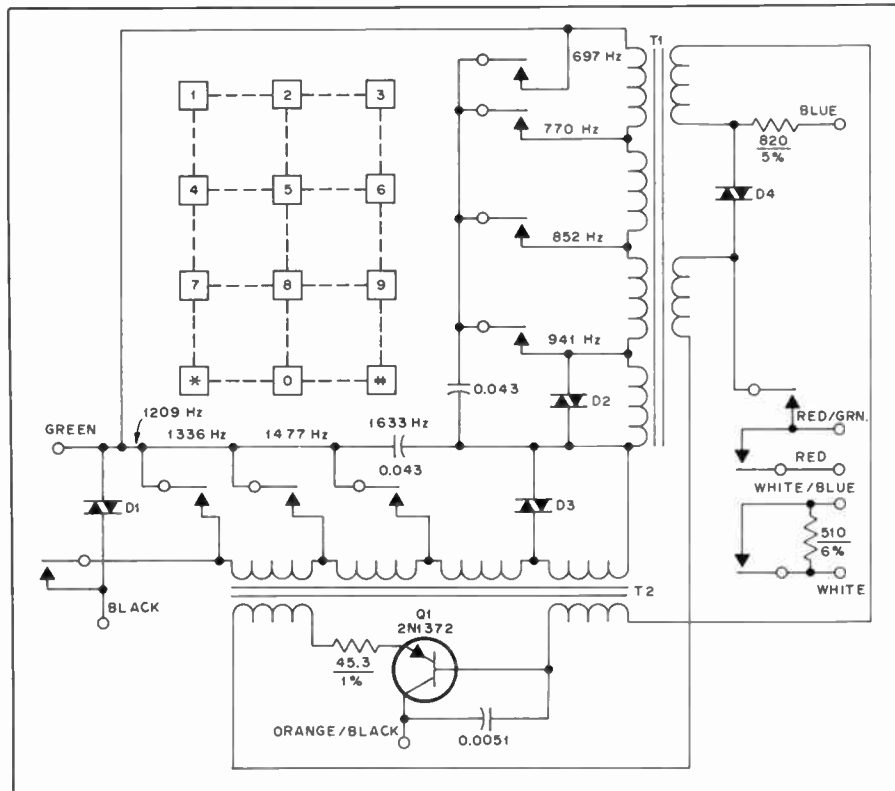 T1
697 Hz
1 2 3
BLUE
770 Hz
820
5%
D4
4 5 6
852 Hz
7 8 9
941 Hz
0.043
D2
* 0 #
1209 Hz
GREEN
1336 Hz
1477 Hz
1633 Hz
0.043
RED/GRN.
RED
WHITE/BLUE
D1
D3
510
6%
WHITE
BLACK
T2
Q1
2N1372
45.3
1%
ORANGE/BLACK
0.0051